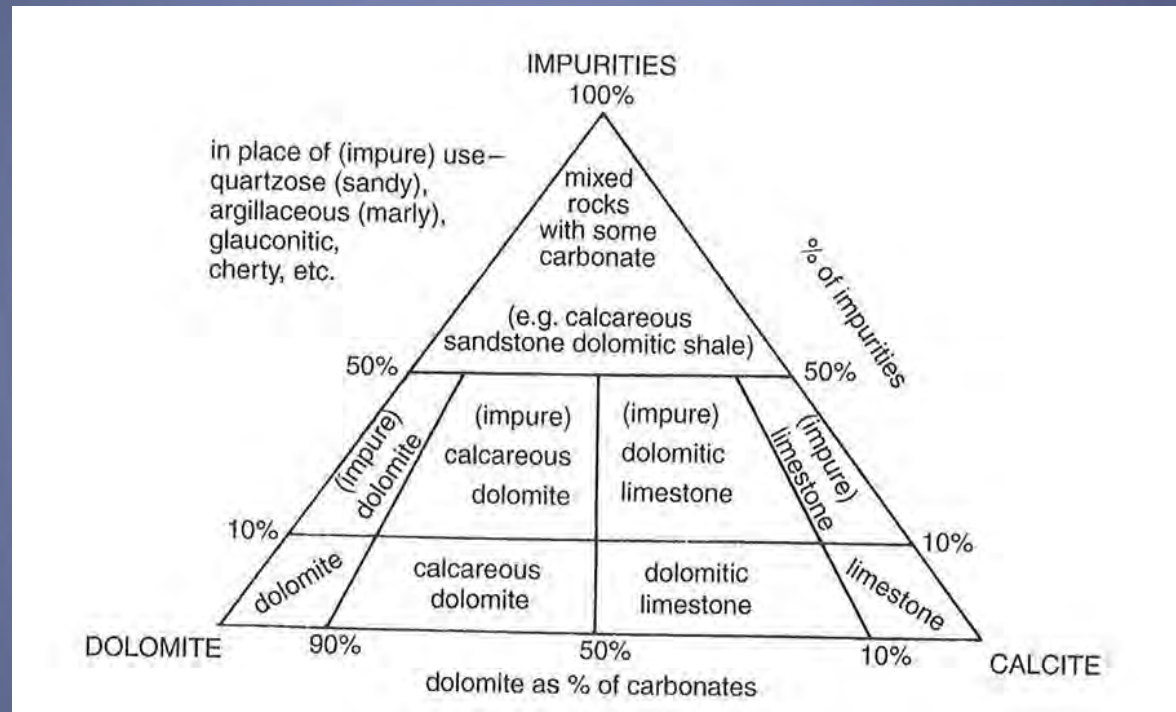 IMPURITIES
100%
in place of (impure) use–
quartzose (sandy),
argillaceous (marly),
glauconitic,
cherty, etc.
mixed
rocks
with some
carbonate
(e.g. calcareous
sandstone dolomitic shale)
% of impurities
50%
50%
(impure)
dolomite
(impure)
calcareous
dolomite
(impure)
dolomitic
limestone
(impure)
limestone
10%
10%
dolomite
calcareous
dolomite
dolomitic
limestone
limestone
DOLOMITE
90%
50%
10%
CALCITE
dolomite as % of carbonates